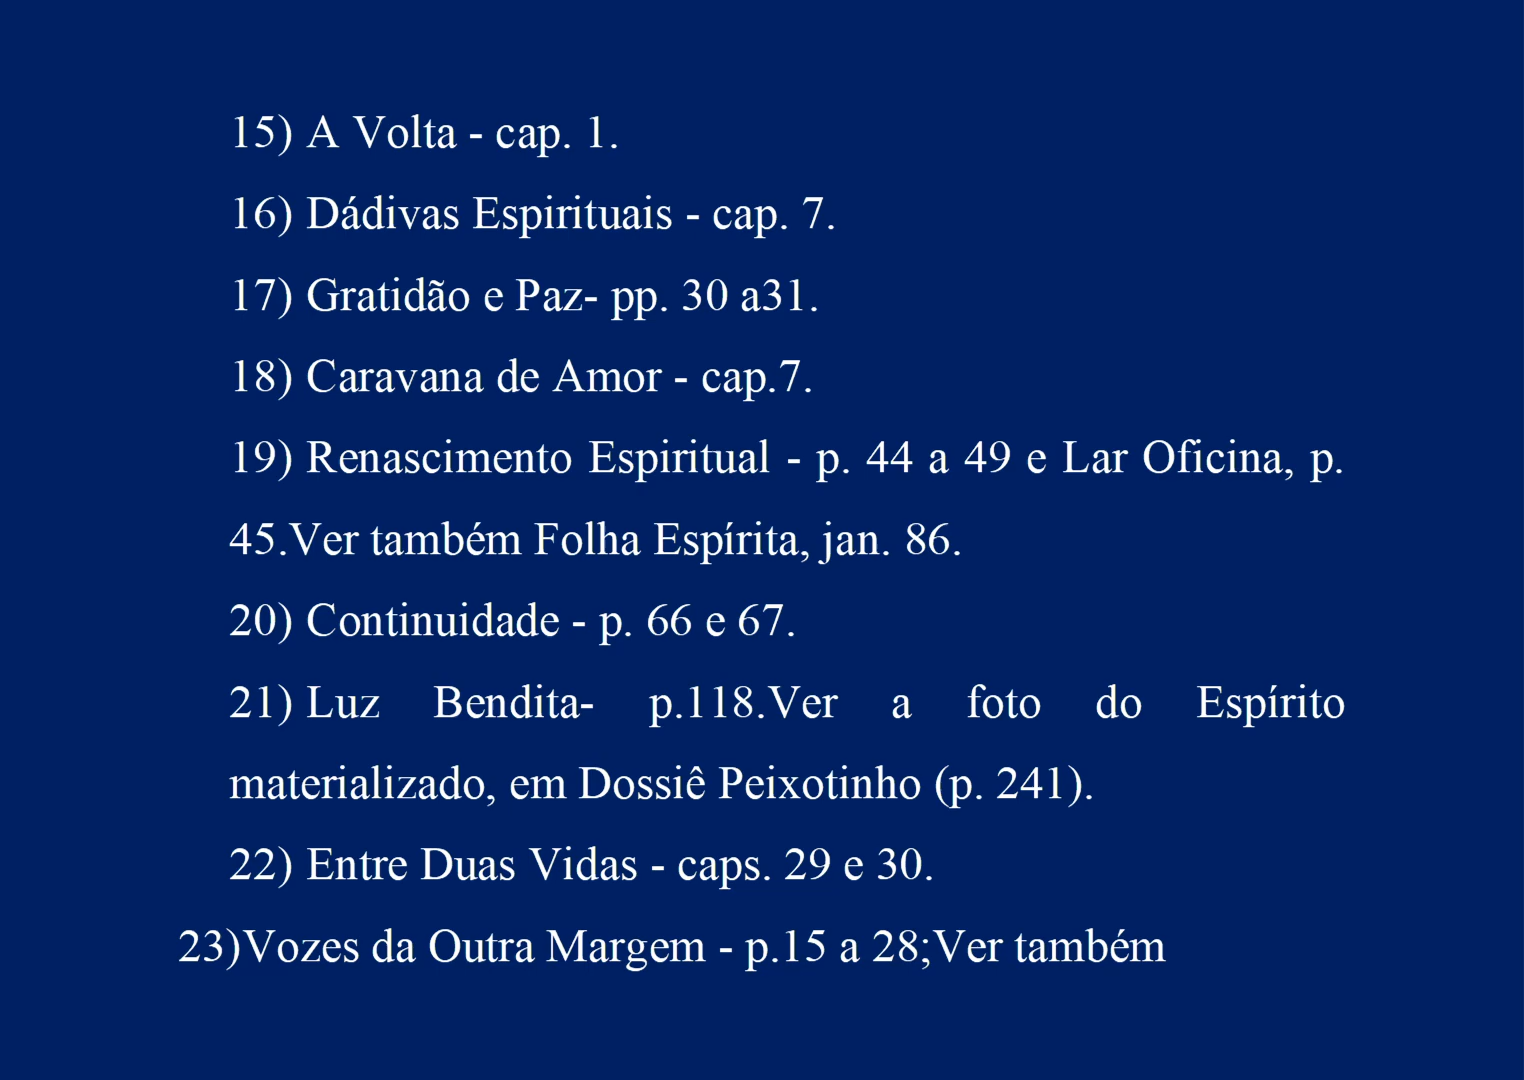 15) A Volta - cap. 1.
16) Dádivas Espirituais - cap. 7.
17) Gratidão e Paz- pp. 30 a31.
18) Caravana de Amor - cap.7.
19) Renascimento Espiritual - p. 44 a 49 e Lar Oficina, p.
45.Ver também Folha Espírita, jan. 86.
20) Continuidade - p. 66 e 67.
21) Luz Bendita- p.118.Ver a foto do Espírito
materializado, em Dossiê Peixotinho (p. 241).
22) Entre Duas Vidas - caps. 29 e 30.
23)Vozes da Outra Margem - p.15 a 28;Ver também